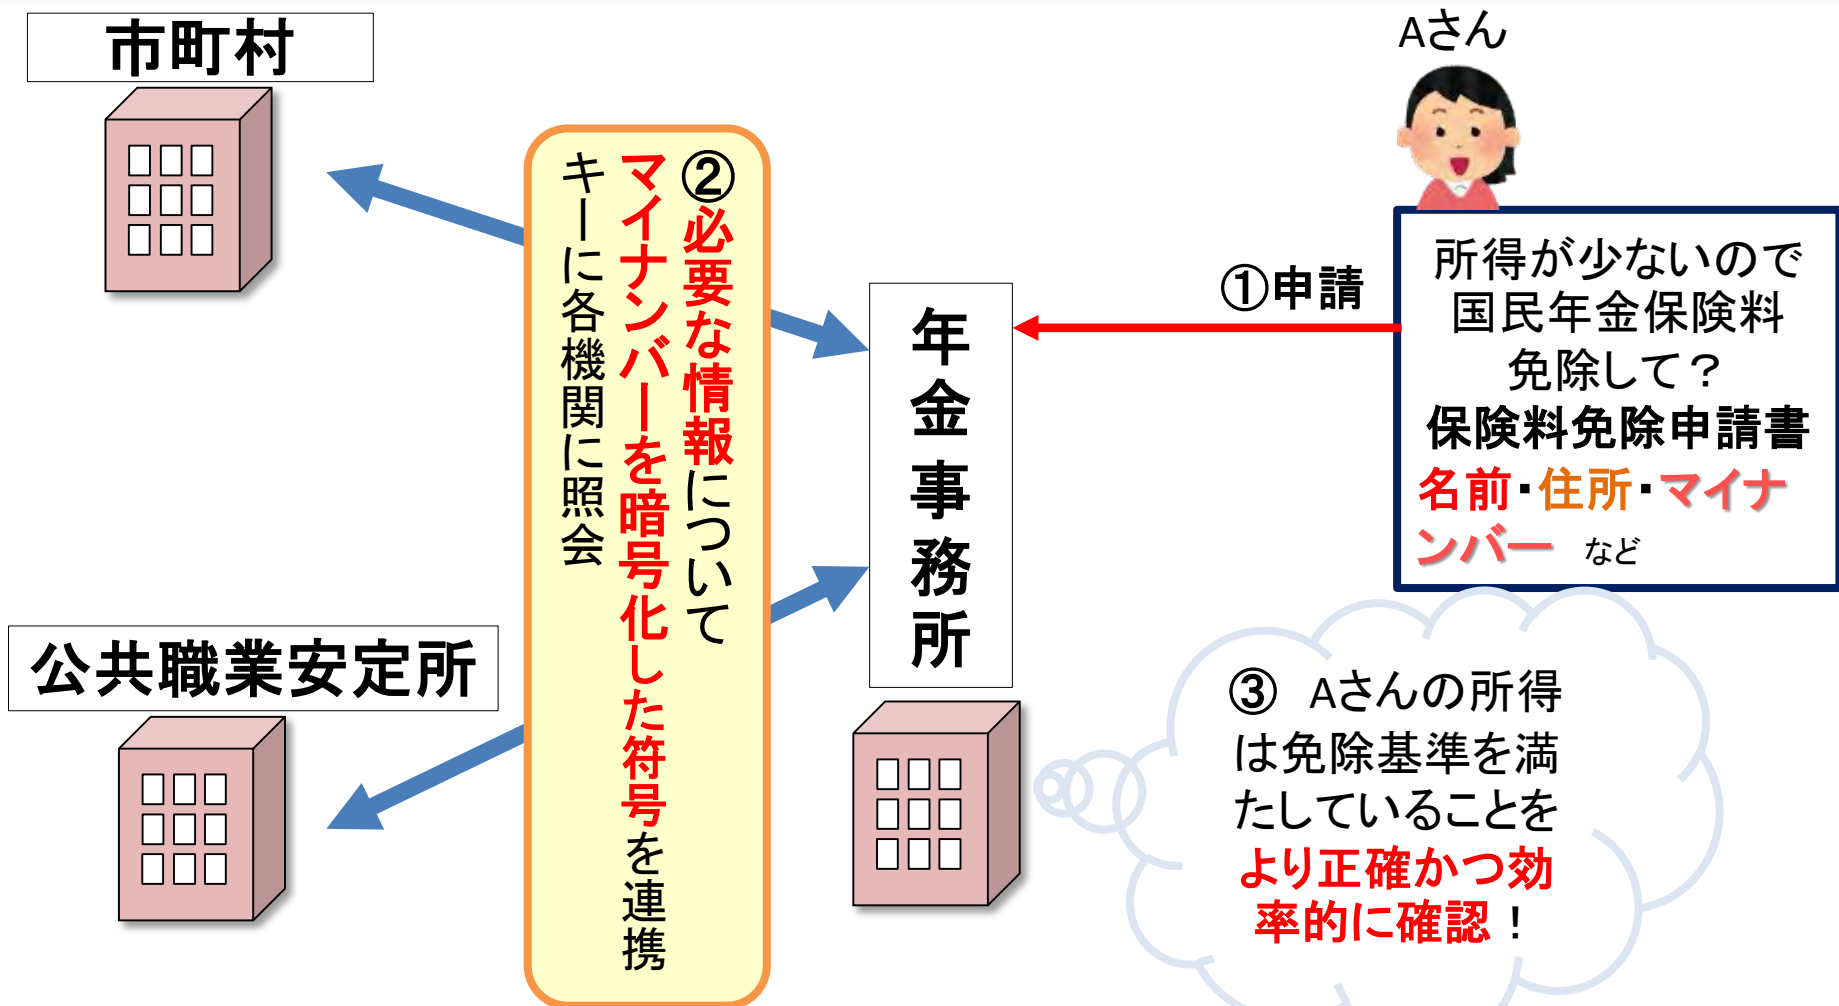 市町村
Aさん
②必要な情報について
マイナンバーを暗号化した符号を連携
キーに各機関に照会
①申請
年金事務所
所得が少ないので
国民年金保険料
免除して？
保険料免除申請書
名前・住所・マイナ
ンバー など
公共職業安定所
③ Aさんの所得
は免除基準を満
たしていることを
より正確かつ効
率的に確認！